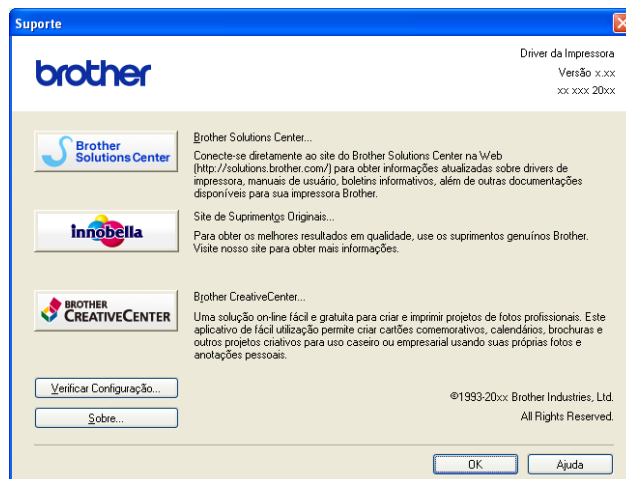 Suporte
brother
Driver da Impressora
Versão x.xx
xx xxx 20xx
Brother
Solutions Center
Brother Solutions Center...
Conecte-se diretamente ao site do Brother Solutions Center na Web
(http://solutions.brother.com/) para obter informações atualizadas sobre drivers de
impressora, manuais de usuário, boletins informativos, além de outras documentações
disponíveis para sua impressora Brother.
innobella
Site de Suprimentos Originais...
Para obter os melhores resultados em qualidade, use os suprimentos genuínos Brother.
Visite nosso site para obter mais informações.
BROTHER
CREATIVECENTER
Brother CreativeCenter...
Uma solução on-line fácil e gratuita para criar e imprimir projetos de fotos profissionais. Este
aplicativo de fácil utilização permite criar cartões comemorativos, calendários, brochuras e
outros projetos criativos para uso caseiro ou empresarial usando suas próprias fotos e
anotações pessoais.
Verificar Configuração...
Sobre...
©1993-20xx Brother Industries, Ltd.
All Rights Reserved.
OK
Ajuda